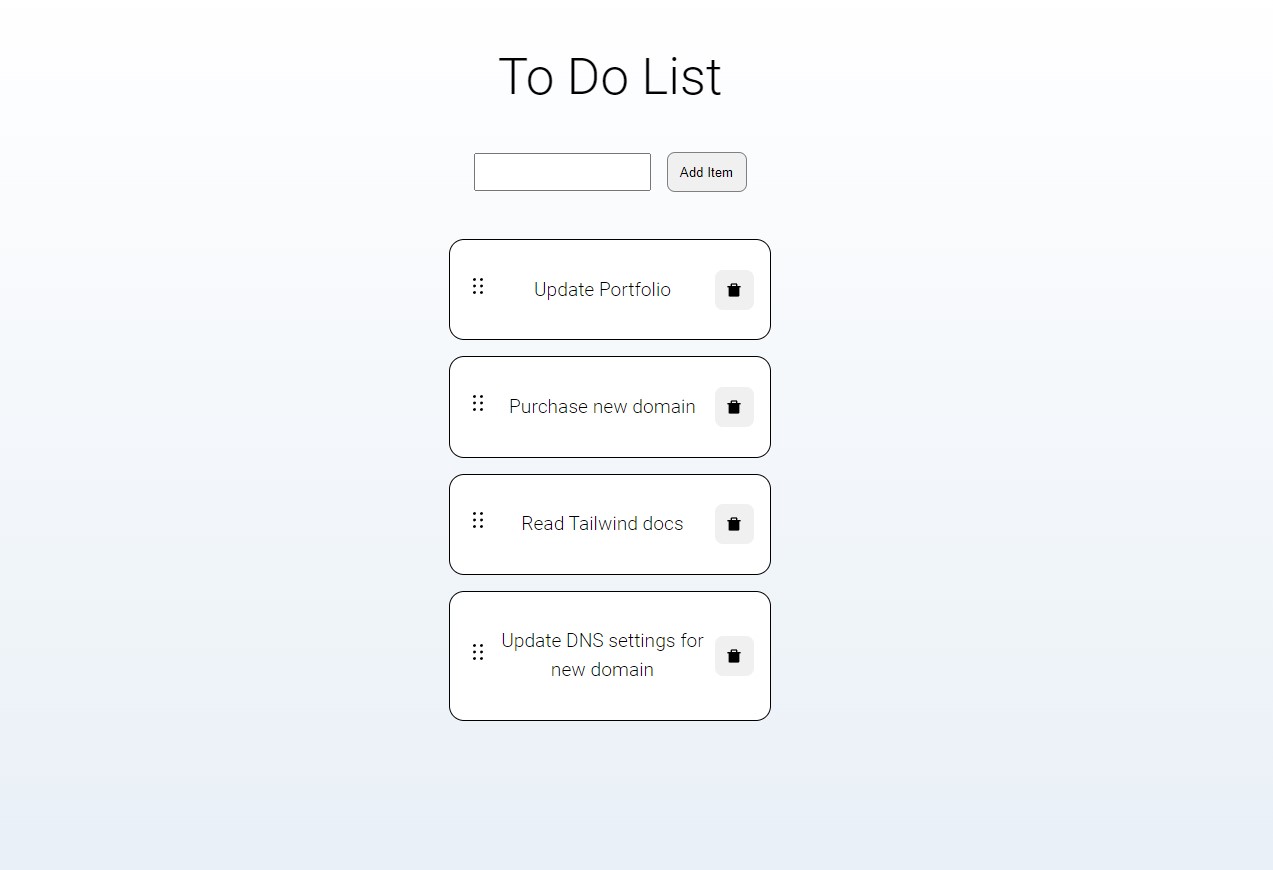 To Do List
Add Item
Update Portfolio
Purchase new domain
Read Tailwind docs
Update DNS settings for
new domain